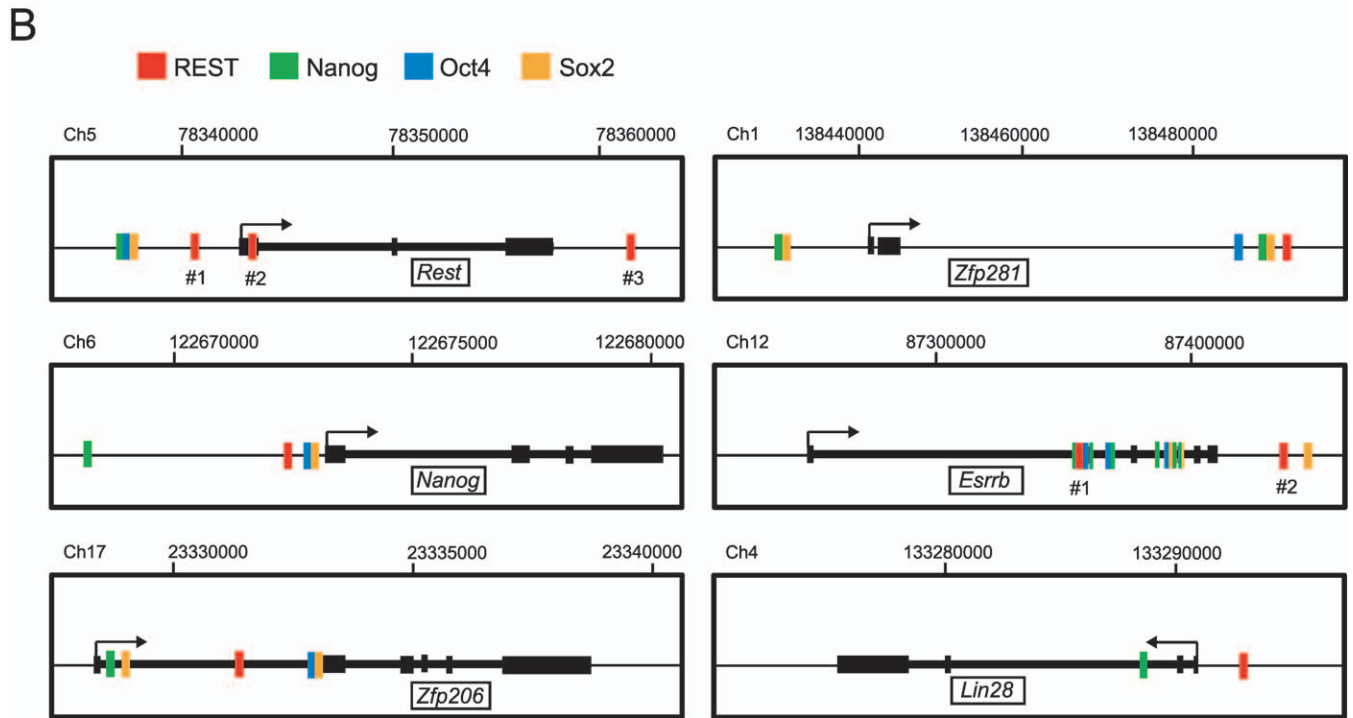 B
REST Nanog Oct4 Sox2
Ch5 78340000 78350000 78360000
#1 #2 Rest #3
Ch1 138440000 138460000 138480000
Zfp281
Ch6 122670000 122675000 122680000
Nanog
Ch12 87300000 87400000
Esrrb #1 #2
Ch17 23330000 23335000 23340000
Zfp206
Ch4 133280000 133290000
Lin28